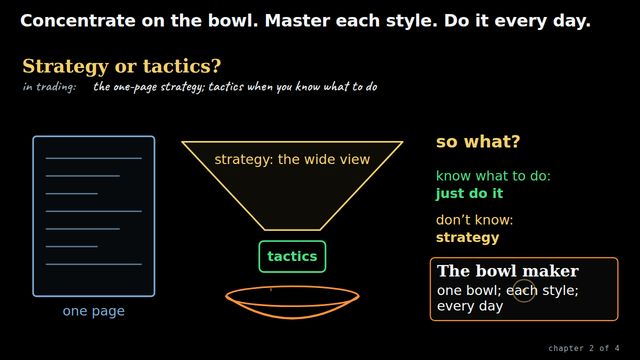 Concentrate on the bowl. Master each style. Do it every day.
Strategy or tactics?
in trading: the one-page strategy; tactics when you know what to do
strategy: the wide view
tactics
one page
so what?
know what to do:
just do it
don’t know:
strategy
The bowl maker
one bowl; each style;
every day
chapter 2 of 4